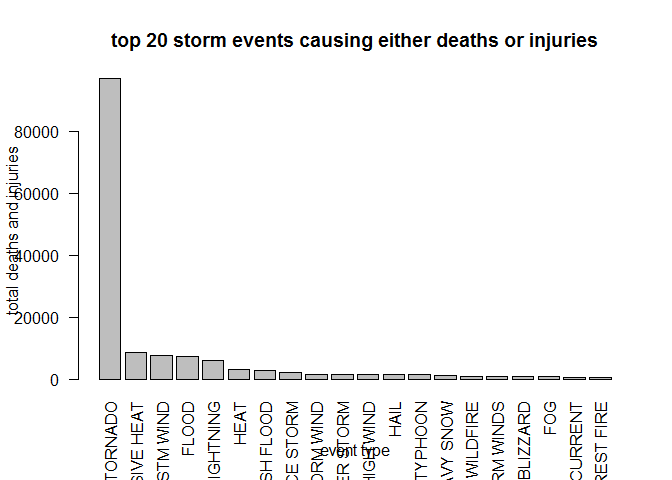 top 20 storm events causing either deaths or injuries
total deaths and injuries
80000
60000
40000
20000
0
TORNADO
SIVE HEAT
STM WIND
FLOOD
IGHTNING
HEAT
SH FLOOD
CE STORM
ORM WIND
ER STORM
HIGH WIND
HAIL
TYPHOON
AVY SNOW
WILDFIRE
RM WINDS
BLIZZARD
FOG
CURRENT
REST FIRE
event type